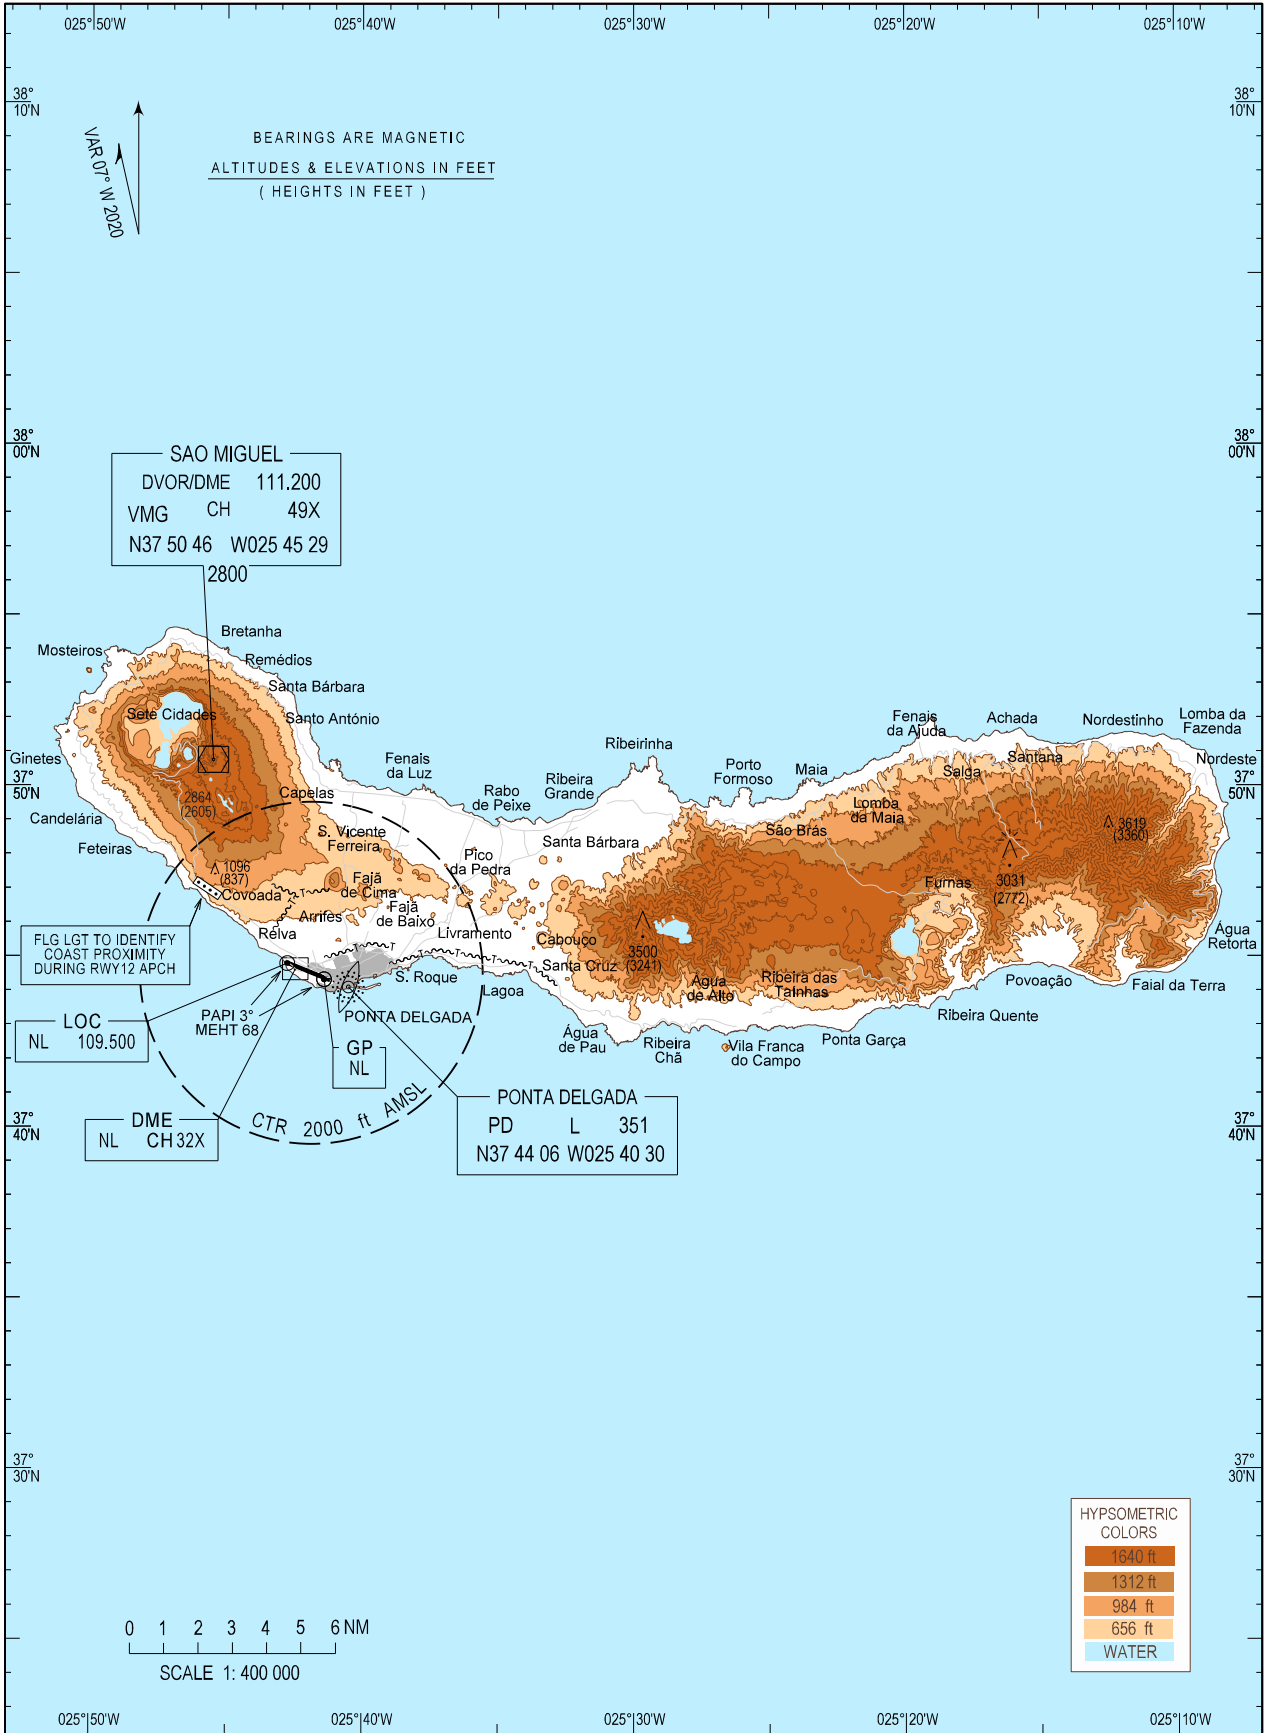 025°50'W
025°40'W
025°30'W
025°20'W
025°10'W
38°
10'N
38°
10'N
VAR 07° W 2020
BEARINGS ARE MAGNETIC
ALTITUDES & ELEVATIONS IN FEET
( HEIGHTS IN FEET )
38°
00'N
38°
00'N
SAO MIGUEL
DVOR/DME 111.200
VMG CH 49X
N37 50 46 W025 45 29
2800
Bretanha
Mosteiros
Remédios
Santa Bárbara
Sete Cidades
Santo António
Ginetes
37°
50'N
Candelária
Feteiras
2864
(2605)
Capelas
Fenais
da Luz
Rabo
de Peixe
Ribeira
Grande
Ribeirinha
Porto
Formoso
Maia
Fenais
da Ajuda
Achada
Nordestinho
Lomba da
Fazenda
Nordeste
37°
50'N
Salga
Santana
Lomba
da Maia
São Brás
3619
(3360)
S. Vicente
Ferreira
Santa Bárbara
Pico
da Pedra
1096
(837)
Covoada
Fajã
de Cima
Furnas
3031
(2772)
Arrifes
Fajã
de Baixo
Relva
Livramento
Cabouço
3500
(3241)
Água
Retorta
FLG LGT TO IDENTIFY
COAST PROXIMITY
DURING RWY12 APCH
S. Roque
Santa Cruz
Lagoa
Água
de Alto
Ribeira das
Tainhas
Povoação
Faial da Terra
Ribeira Quente
PAPI 3°
MEHT 68
PONTA DELGADA
Água
de Pau
Ribeira
Chã
Vila Franca
do Campo
Ponta Garça
LOC
NL 109.500
GP
NL
DME
NL CH 32X
CTR 2000 ft AMSL
PONTA DELGADA
PD L 351
N37 44 06 W025 40 30
37°
40'N
37°
40'N
37°
30'N
37°
30'N
HYPSOMETRIC
COLORS
1640 ft
1312 ft
984 ft
656 ft
WATER
0 1 2 3 4 5 6 NM
SCALE 1: 400 000
025°50'W
025°40'W
025°30'W
025°20'W
025°10'W